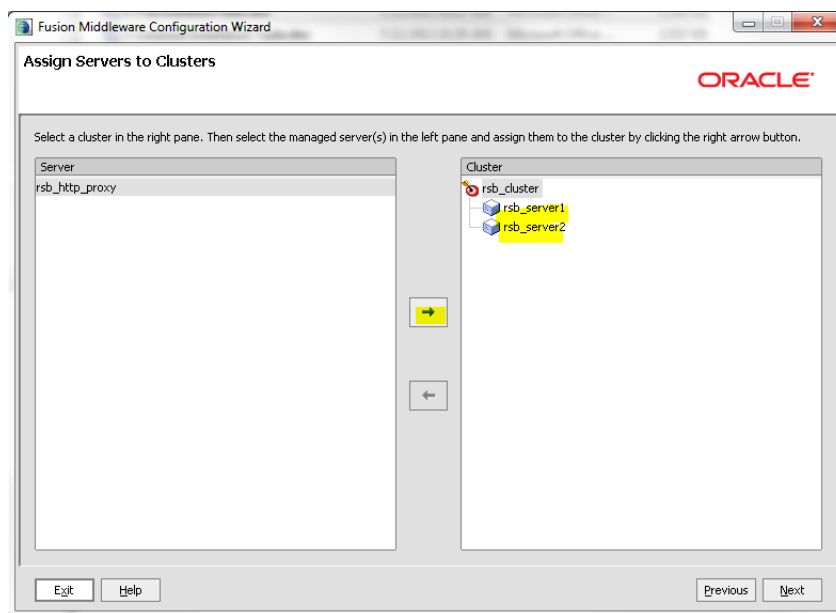 Fusion Middleware Configuration Wizard
Assign Servers to Clusters
ORACLE
Select a cluster in the right pane. Then select the managed server(s) in the left pane and assign them to the cluster by clicking the right arrow button.
Server
rsb_http_proxy
Cluster
rsb_cluster
rsb_server1
rsb_server2
Exit
Help
Previous
Next